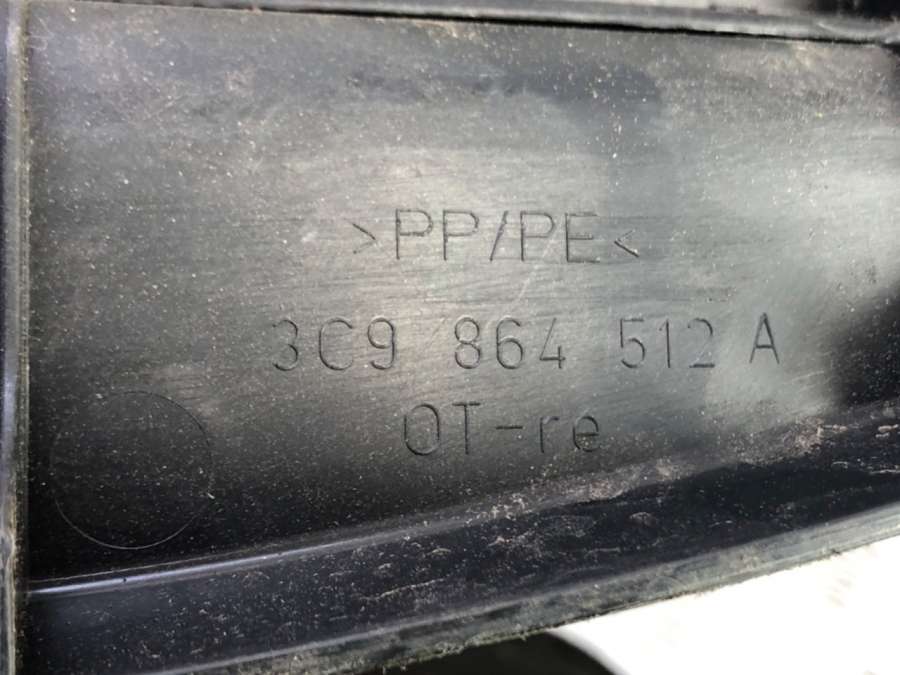 >PP/PE<
3C9 864 512 A
OT-re